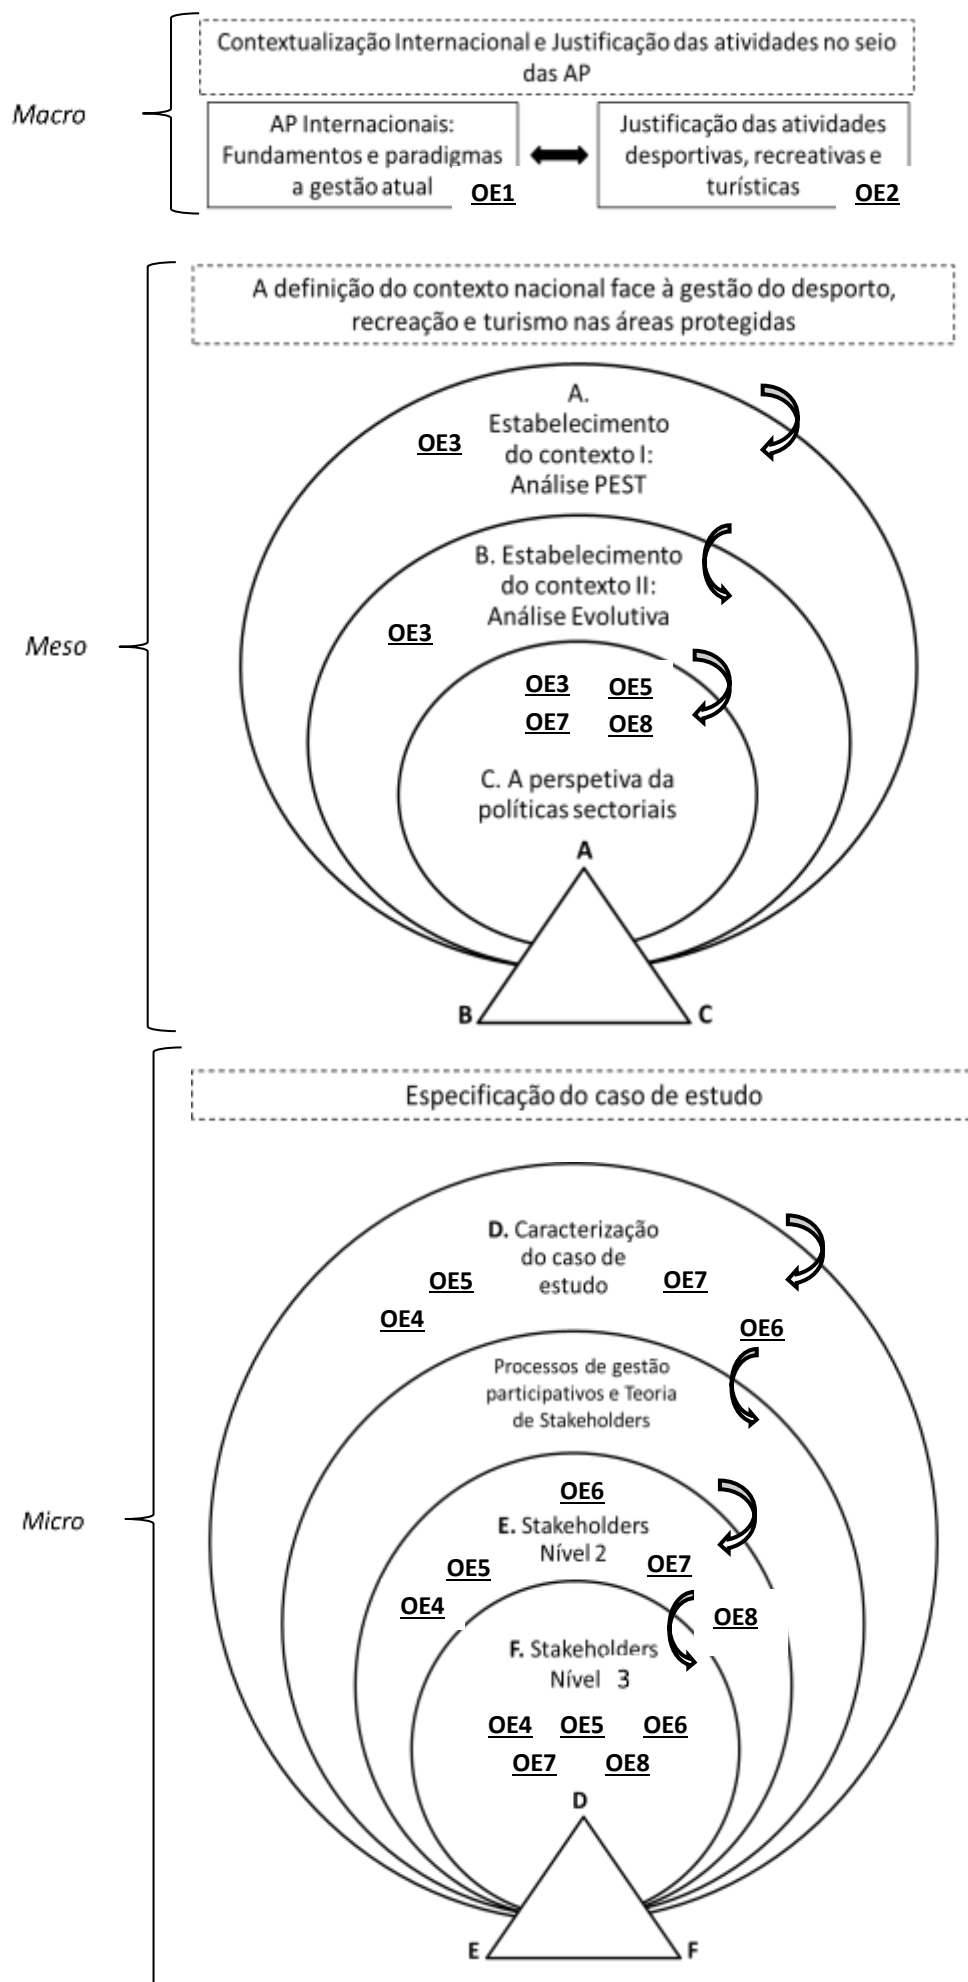 Contextualização Internacional e Justificação das atividades no seio
das AP
Macro
AP Internacionais:
Fundamentos e paradigmas
a gestão atual
OE1
Justificação das atividades
desportivas, recreativas e
turísticas
OE2
A definição do contexto nacional face à gestão do desporto,
recreação e turismo nas áreas protegidas
Meso
A.
Estabelecimento
do contexto I:
Análise PEST
OE3
B. Estabelecimento
do contexto II:
Análise Evolutiva
OE3
OE3 OE5
OE7 OE8
C. A perspetiva da
políticas sectoriais
A
B C
Especificação do caso de estudo
Micro
D. Caracterização
do caso de
estudo
OE5 OE7
OE4 OE6
Processos de gestão
participativos e Teoria
de Stakeholders
OE6
E. Stakeholders
Nível 2
OE5 OE7
OE4 OE8
F. Stakeholders
Nível 3
OE4 OE5 OE6
OE7 OE8
D
E F